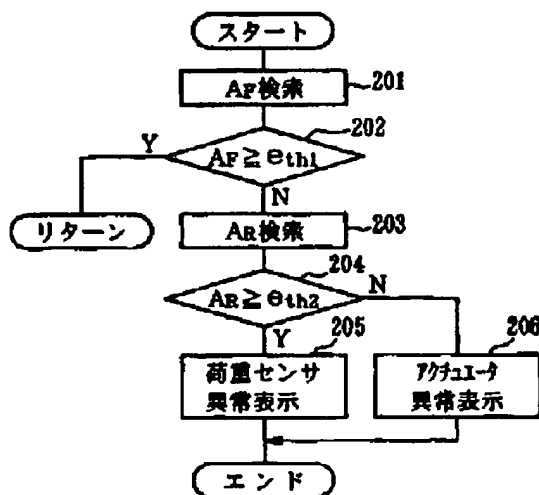 スタート
AF検索
201
202
Y
AF≧eth1
N
リターン
AR検索
203
204
AR≧eth2
N
Y
205
206
荷重センサ
異常表示
アクチュエータ
異常表示
エンド